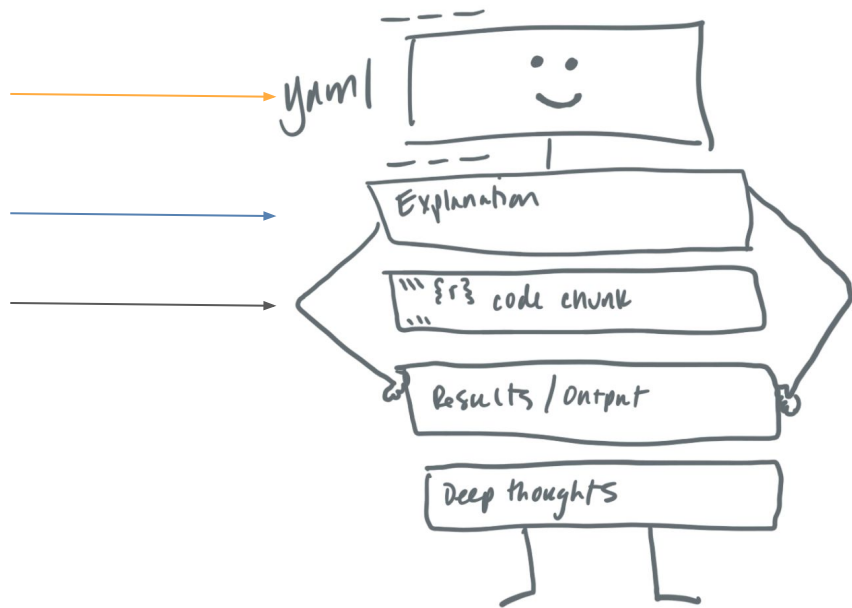 ---
yaml
---
Explanation
``` {r} code chunk
```
Results / Output
Deep thoughts